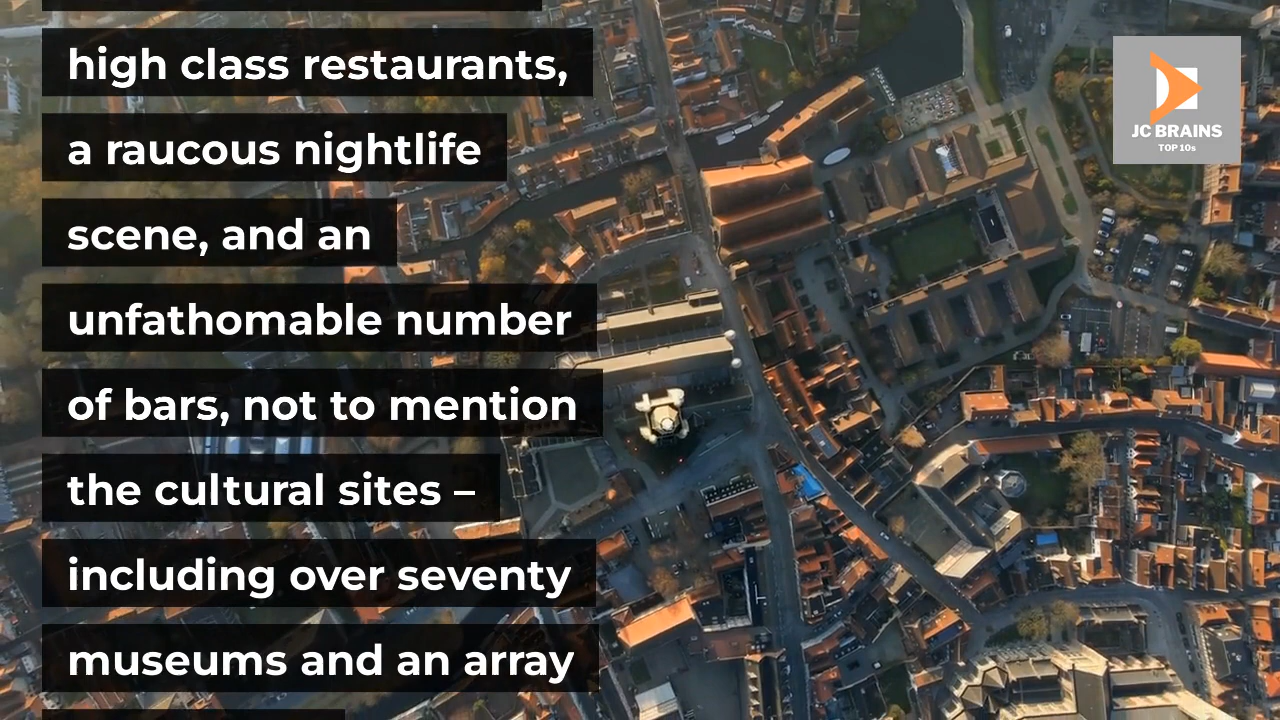 high class restaurants,
a raucous nightlife
scene, and an
unfathomable number
of bars, not to mention
the cultural sites –
including over seventy
museums and an array
JC BRAINS
TOP 10s